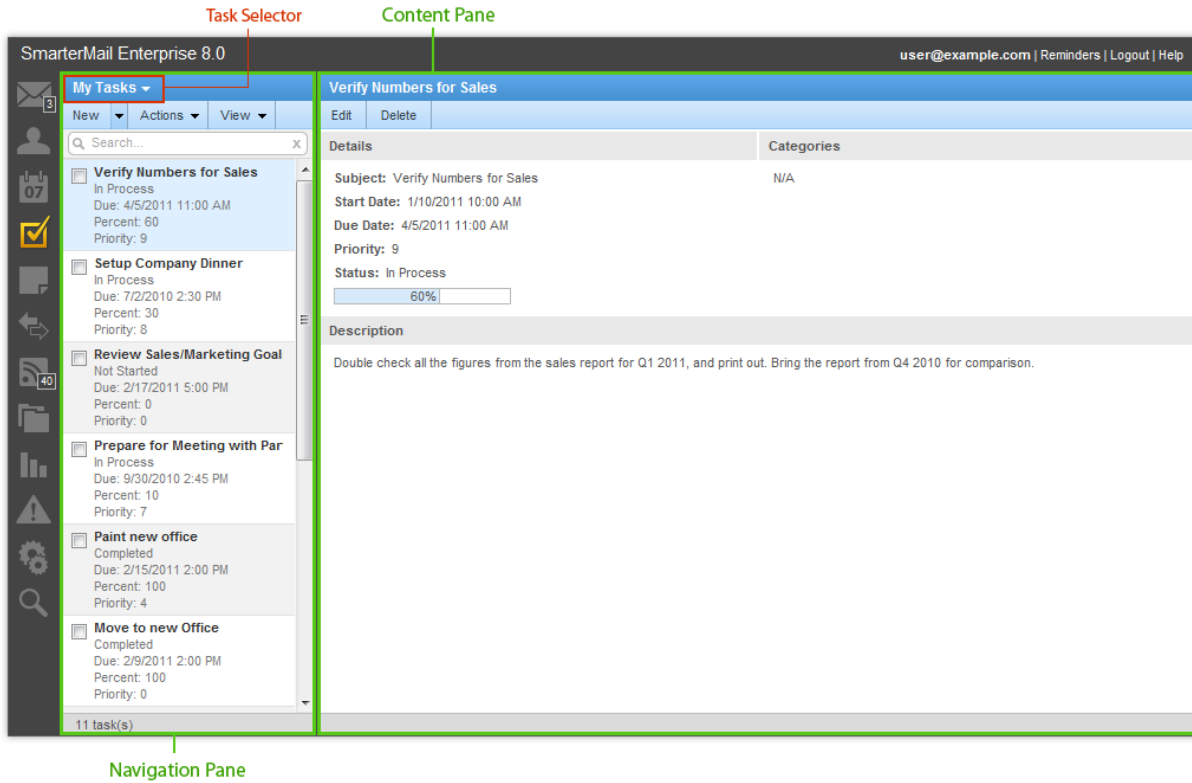 Task Selector
Content Pane
SmarterMail Enterprise 8.0
user@example.com | Reminders | Logout | Help
3
07
40
My Tasks
New Actions View
Search... x
Verify Numbers for Sales
In Process
Due: 4/5/2011 11:00 AM
Percent: 60
Priority: 9
Setup Company Dinner
In Process
Due: 7/2/2010 2:30 PM
Percent: 30
Priority: 8
Review Sales/Marketing Goal
Not Started
Due: 2/17/2011 5:00 PM
Percent: 0
Priority: 0
Prepare for Meeting with Par
In Process
Due: 9/30/2010 2:45 PM
Percent: 10
Priority: 7
Paint new office
Completed
Due: 2/15/2011 2:00 PM
Percent: 100
Priority: 4
Move to new Office
Completed
Due: 2/9/2011 2:00 PM
Percent: 100
Priority: 0
11 task(s)
Verify Numbers for Sales
Edit Delete
Details
Subject: Verify Numbers for Sales
Start Date: 1/10/2011 10:00 AM
Due Date: 4/5/2011 11:00 AM
Priority: 9
Status: In Process
60%
Categories
N/A
Description
Double check all the figures from the sales report for Q1 2011, and print out. Bring the report from Q4 2010 for comparison.
Navigation Pane